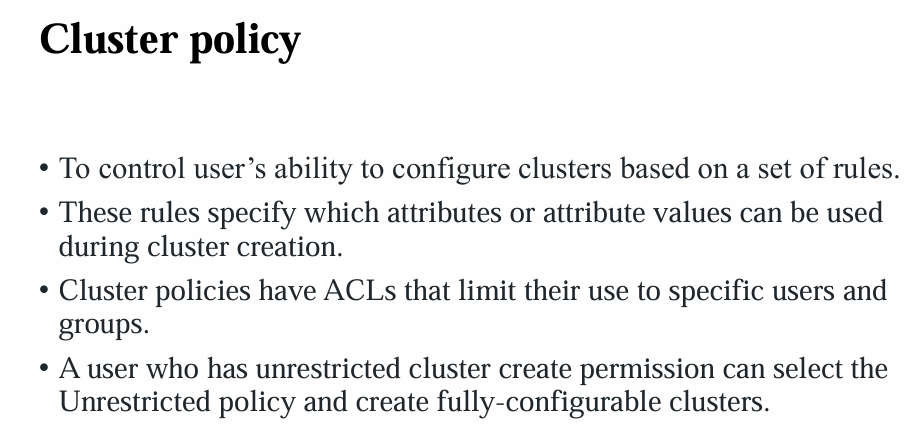 Cluster policy
• To control user’s ability to configure clusters based on a set of rules.
• These rules specify which attributes or attribute values can be used
during cluster creation.
• Cluster policies have ACLs that limit their use to specific users and
groups.
• A user who has unrestricted cluster create permission can select the
Unrestricted policy and create fully-configurable clusters.